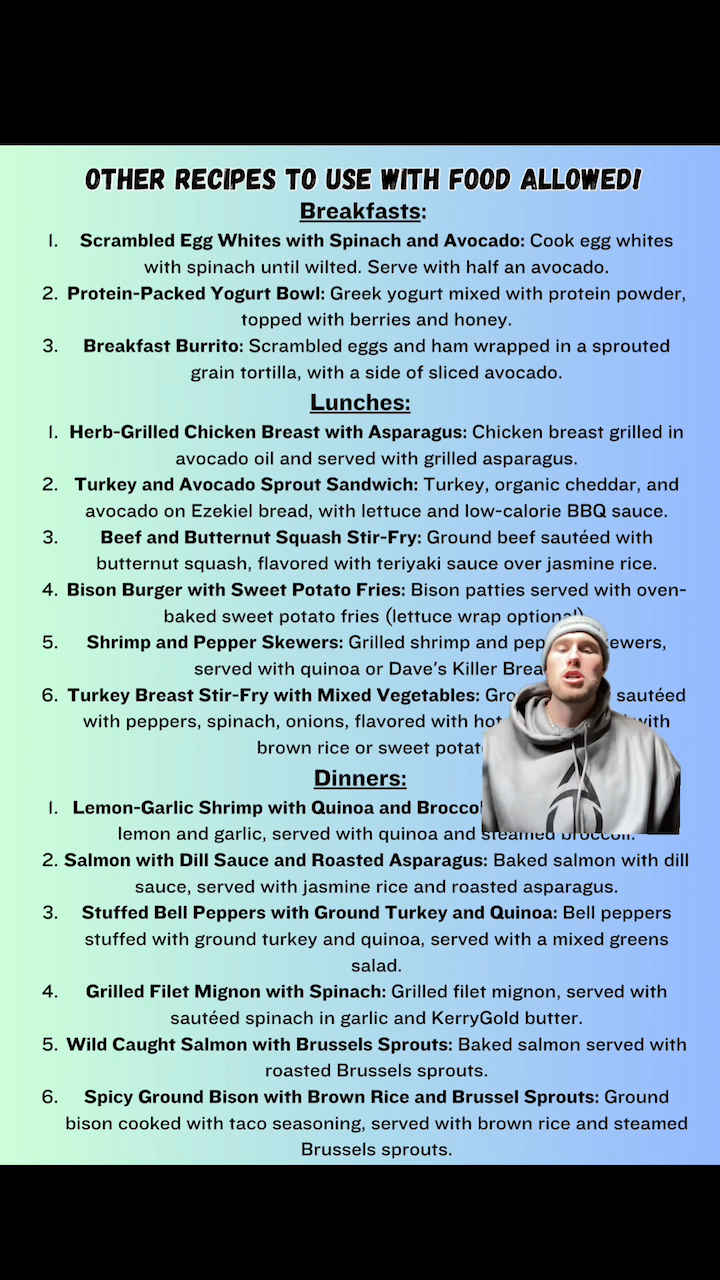 OTHER RECIPES TO USE WITH FOOD ALLOWED!
Breakfasts:
1. Scrambled Egg Whites with Spinach and Avocado: Cook egg whites
with spinach until wilted. Serve with half an avocado.
2. Protein-Packed Yogurt Bowl: Greek yogurt mixed with protein powder,
topped with berries and honey.
3. Breakfast Burrito: Scrambled eggs and ham wrapped in a sprouted
grain tortilla, with a side of sliced avocado.
Lunches:
1. Herb-Grilled Chicken Breast with Asparagus: Chicken breast grilled in
avocado oil and served with grilled asparagus.
2. Turkey and Avocado Sprout Sandwich: Turkey, organic cheddar, and
avocado on Ezekiel bread, with lettuce and low-calorie BBQ sauce.
3. Beef and Butternut Squash Stir-Fry: Ground beef sautéed with
butternut squash, flavored with teriyaki sauce over jasmine rice.
4. Bison Burger with Sweet Potato Fries: Bison patties served with oven-
baked sweet potato fries (lettuce wrap optional)
5. Shrimp and Pepper Skewers: Grilled shrimp and
served with quinoa or Dave's Killer
6. Turkey Breast Stir-Fry with Mixed Vegetables: sautéed
with peppers, spinach, onions, flavored with hot with
brown rice or sweet
Dinners:
1. Lemon-Garlic Shrimp with Quinoa and
lemon and garlic, served with quinoa and steamed broccoli.
2. Salmon with Dill Sauce and Roasted Asparagus: Baked salmon with dill
sauce, served with jasmine rice and roasted asparagus.
3. Stuffed Bell Peppers with Ground Turkey and Quinoa: Bell peppers
stuffed with ground turkey and quinoa, served with a mixed greens
salad.
4. Grilled Filet Mignon with Spinach: Grilled filet mignon, served with
sautéed spinach in garlic and KerryGold butter.
5. Wild Caught Salmon with Brussels Sprouts: Baked salmon served with
roasted Brussels sprouts.
6. Spicy Ground Bison with Brown Rice and Brussel Sprouts: Ground
bison cooked with taco seasoning, served with brown rice and steamed
Brussels sprouts.